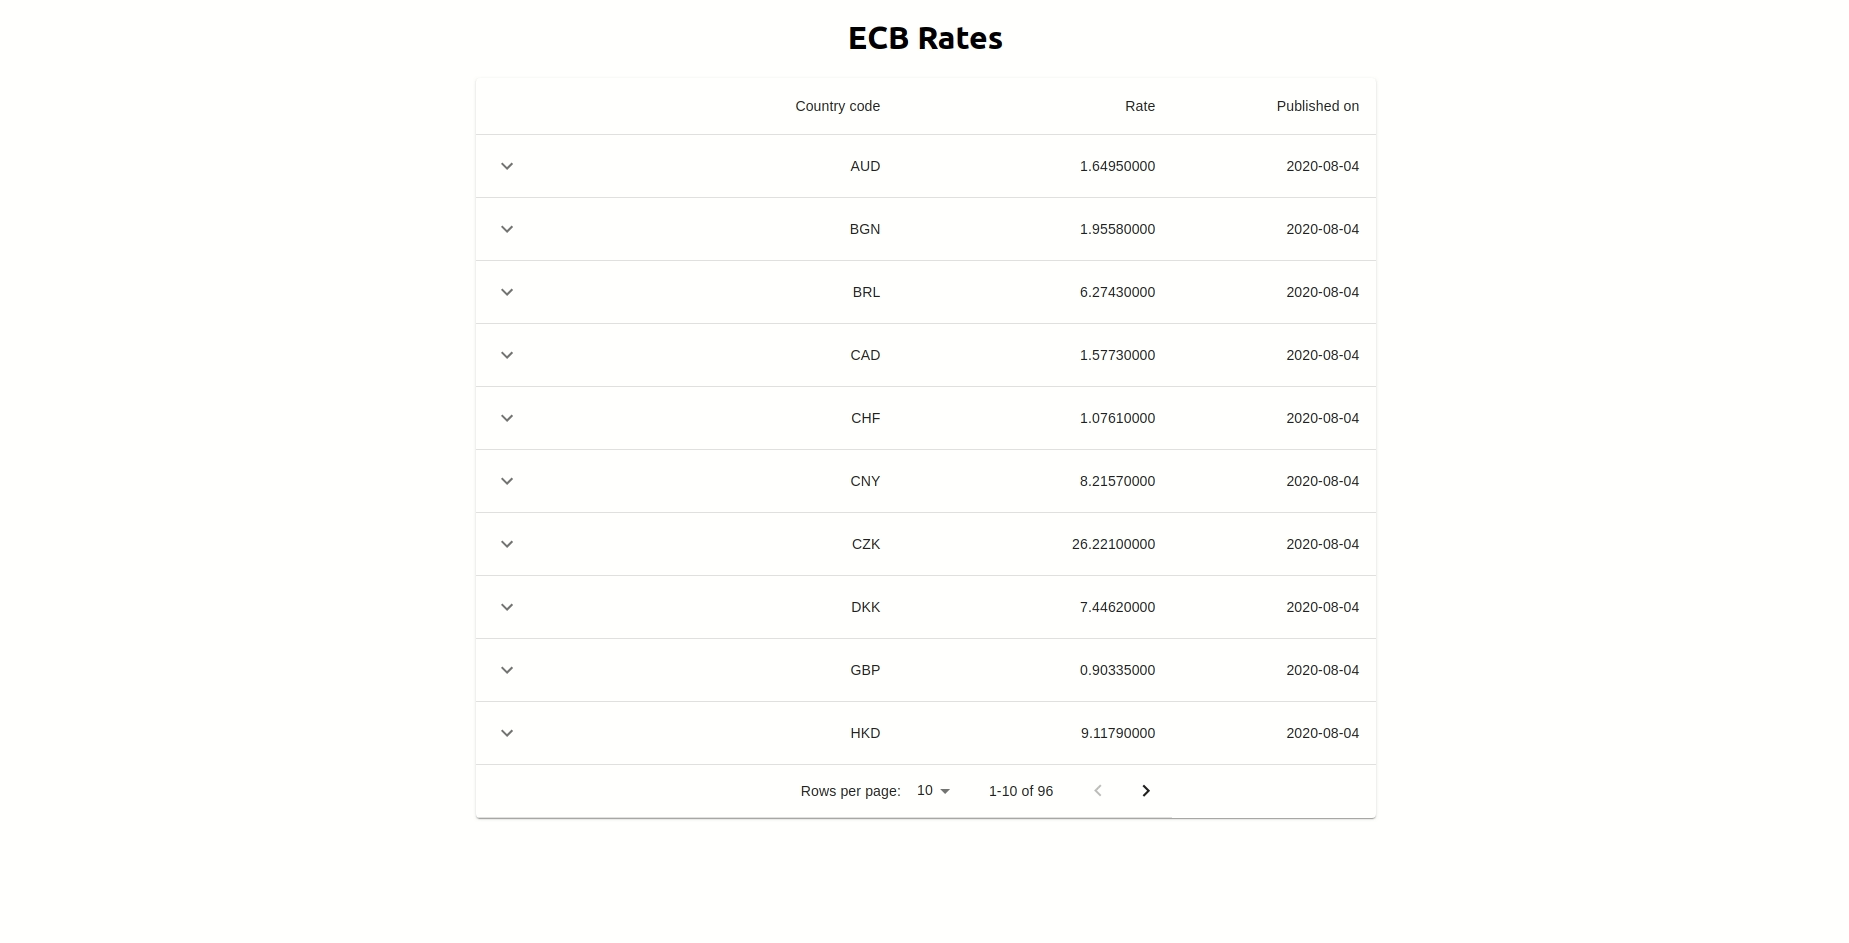 ECB Rates
Country code Rate Published on
AUD 1.64950000 2020-08-04
BGN 1.95580000 2020-08-04
BRL 6.27430000 2020-08-04
CAD 1.57730000 2020-08-04
CHF 1.07610000 2020-08-04
CNY 8.21570000 2020-08-04
CZK 26.22100000 2020-08-04
DKK 7.44620000 2020-08-04
GBP 0.90335000 2020-08-04
HKD 9.11790000 2020-08-04
Rows per page: 10 1-10 of 96